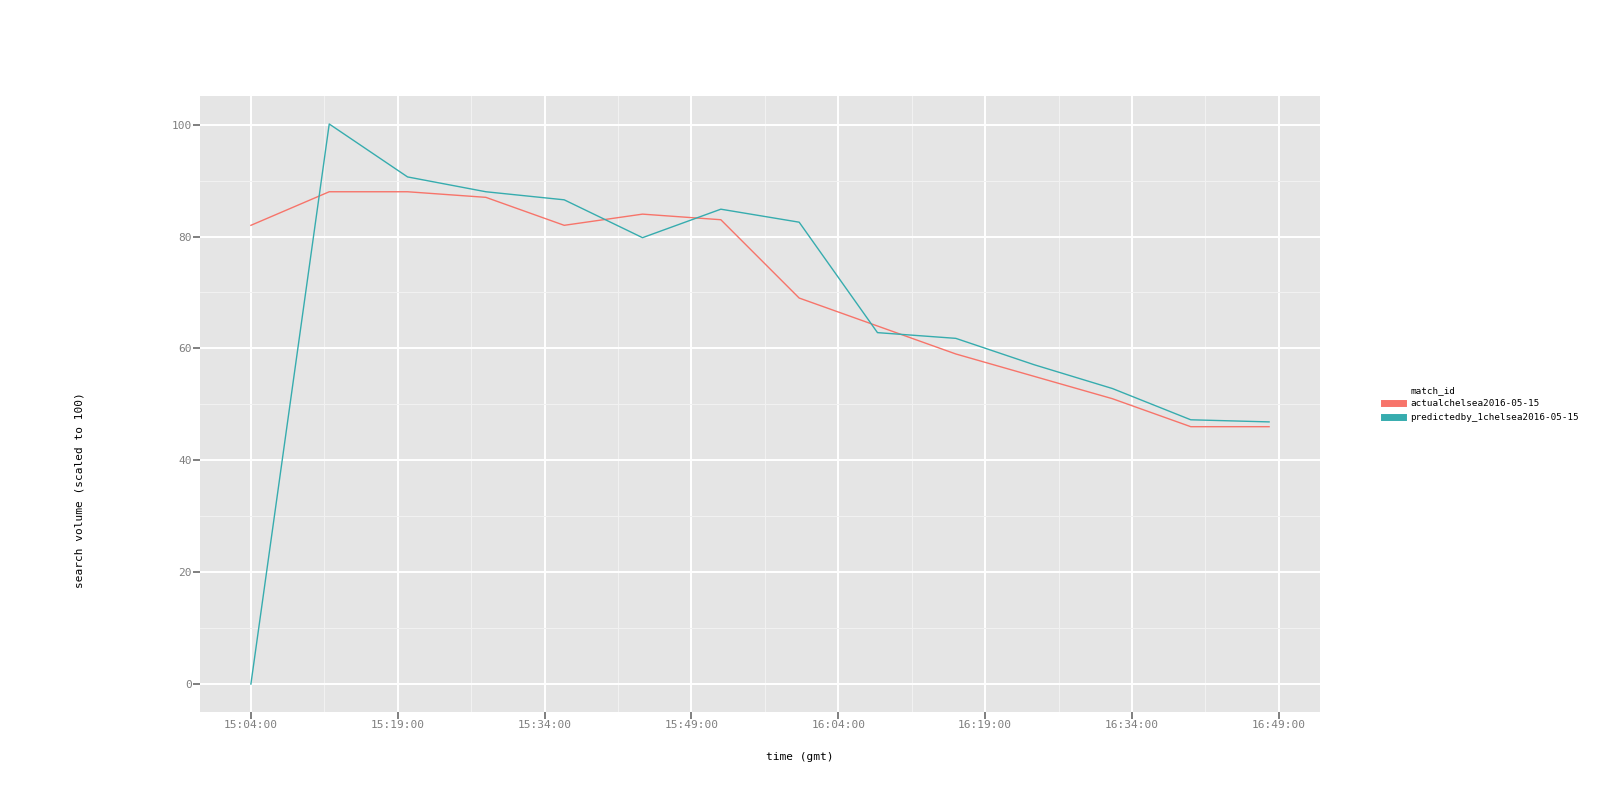 100
80
60
40
20
0
search volume (scaled to 100)
15:04:00 15:19:00 15:34:00 15:49:00 16:04:00 16:19:00 16:34:00 16:49:00
time (gmt)
match_id
actualchelsea2016-05-15
predictedby_1chelsea2016-05-15